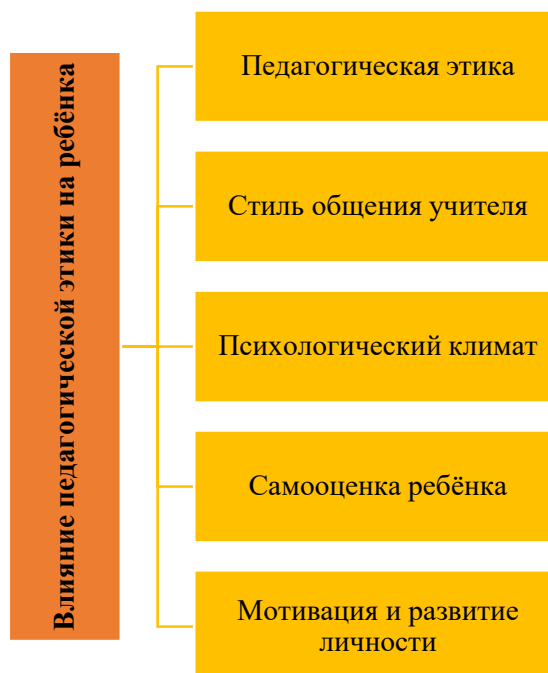 Влияние педагогической этики на ребёнка
Педагогическая этика
Стиль общения учителя
Психологический климат
Самооценка ребёнка
Мотивация и развитие
личности